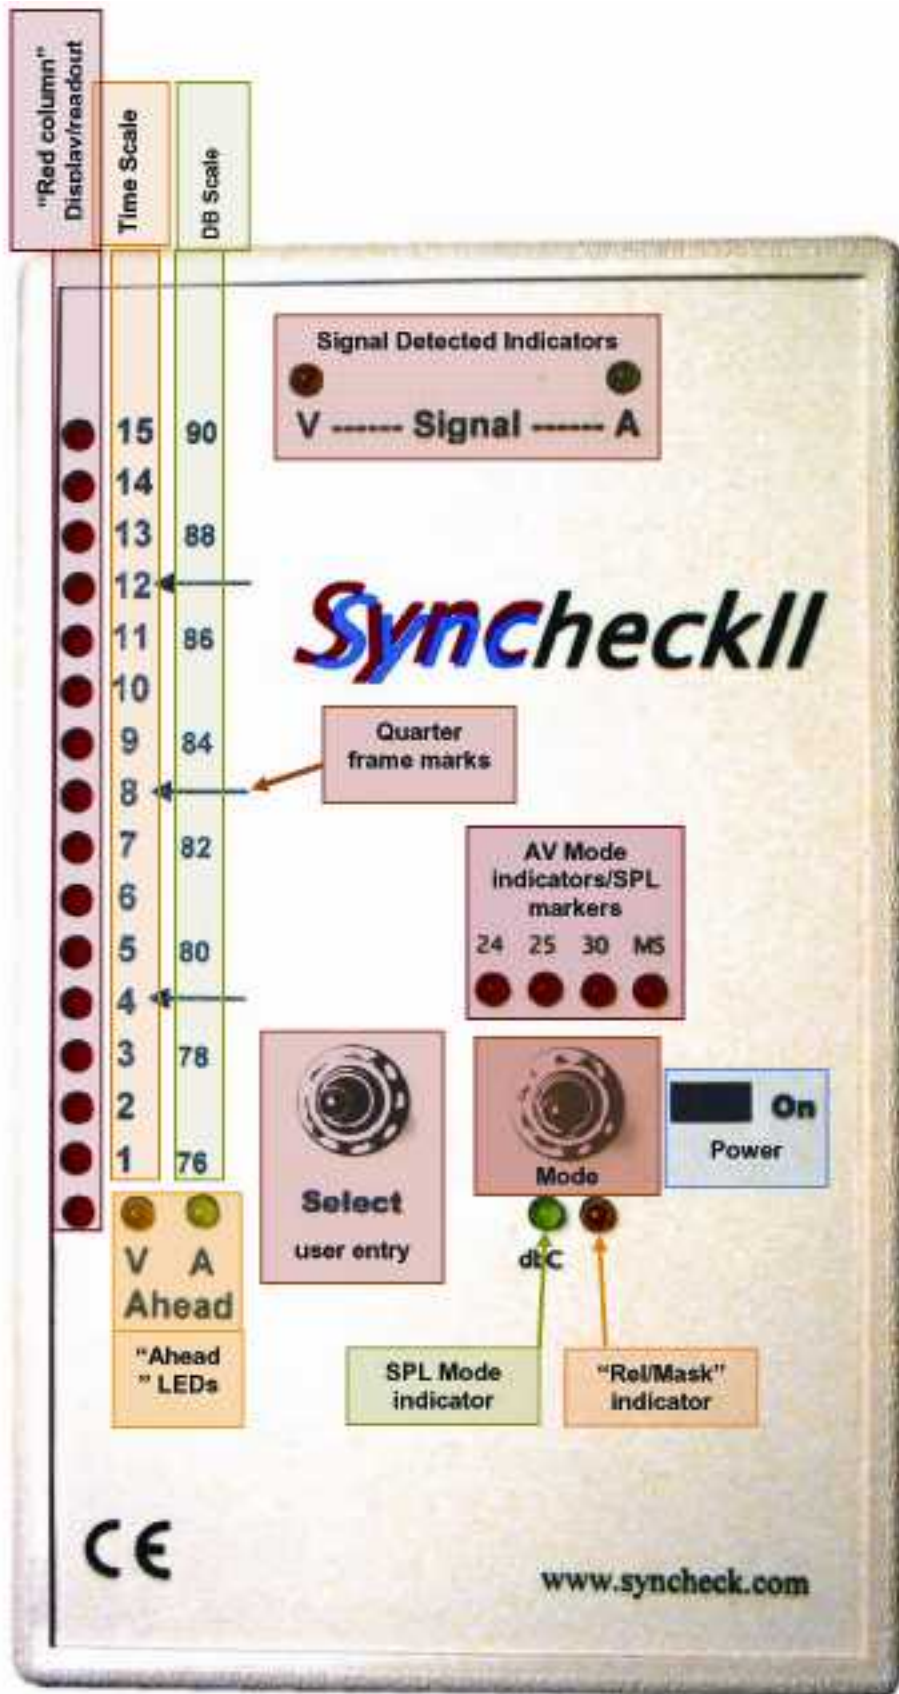 "Red column"
Display/readout
Time Scale
DB Scale
Signal Detected Indicators
V ------ Signal ------ A
15 90
14
13 88
12
11 86
10
9 84
8
7 82
6
5 80
4
3 78
2
1 76
SyncheckII
Quarter
frame marks
AV Mode
indicators/SPL
markers
24 25 30 MS
Select
user entry
Mode
On
Power
V A
Ahead
"Ahead
" LEDs
dbC
SPL Mode
indicator
"Rel/Mask"
indicator
CE
www.syncheck.com